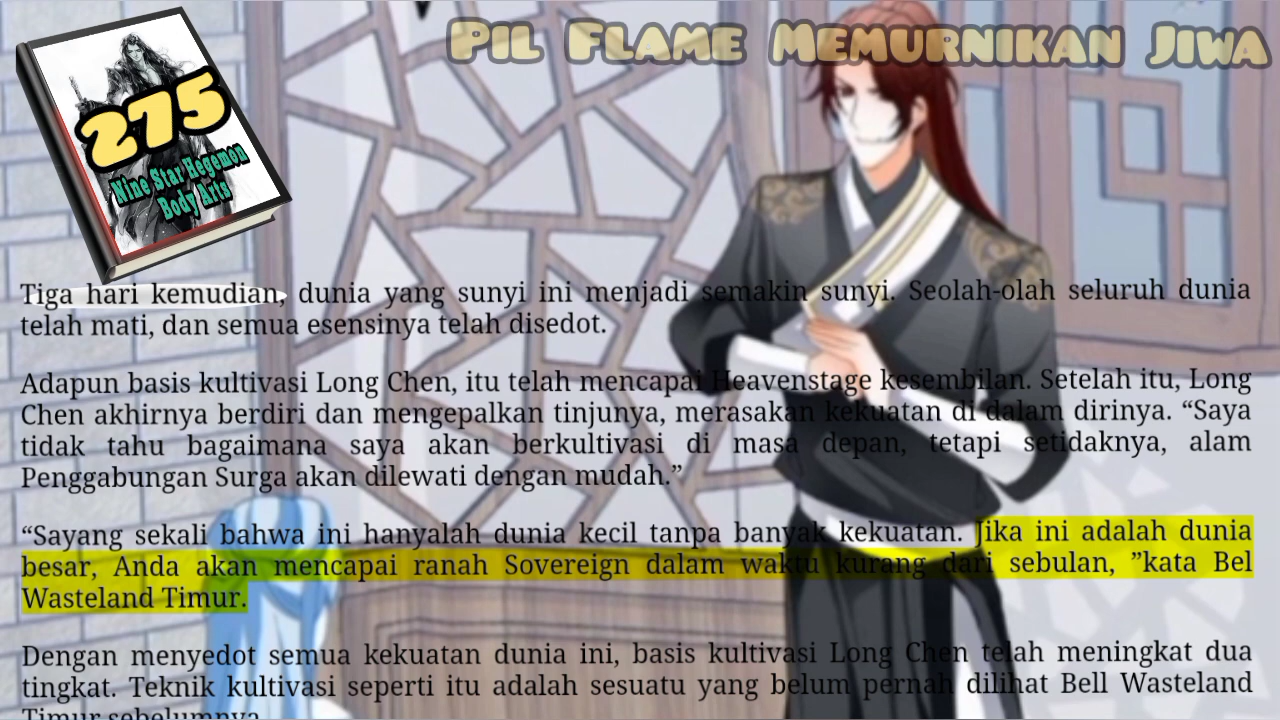 Pil Flame Memurnikan Jiwa
275
Nine Star Hegemon
Body Arts
Tiga hari kemudian, dunia yang sunyi ini menjadi semakin sunyi. Seolah-olah seluruh dunia
telah mati, dan semua esensinya telah disedot.
Adapun basis kultivasi Long Chen, itu telah mencapai Heavenstage kesembilan. Setelah itu, Long
Chen akhirnya berdiri dan mengepalkan tinjunya, merasakan kekuatan di dalam dirinya. “Saya
tidak tahu bagaimana saya akan berkultivasi di masa depan, tetapi setidaknya, alam
Penggabungan Surga akan dilewati dengan mudah.”
“Sayang sekali bahwa ini hanyalah dunia kecil tanpa banyak kekuatan. Jika ini adalah dunia
besar, Anda akan mencapai ranah Sovereign dalam waktu kurang dari sebulan, ”kata Bel
Wasteland Timur.
Dengan menyedot semua kekuatan dunia ini, basis kultivasi Long Chen telah meningkat dua
tingkat. Teknik kultivasi seperti itu adalah sesuatu yang belum pernah dilihat Bell Wasteland
Timur sebelumnya.